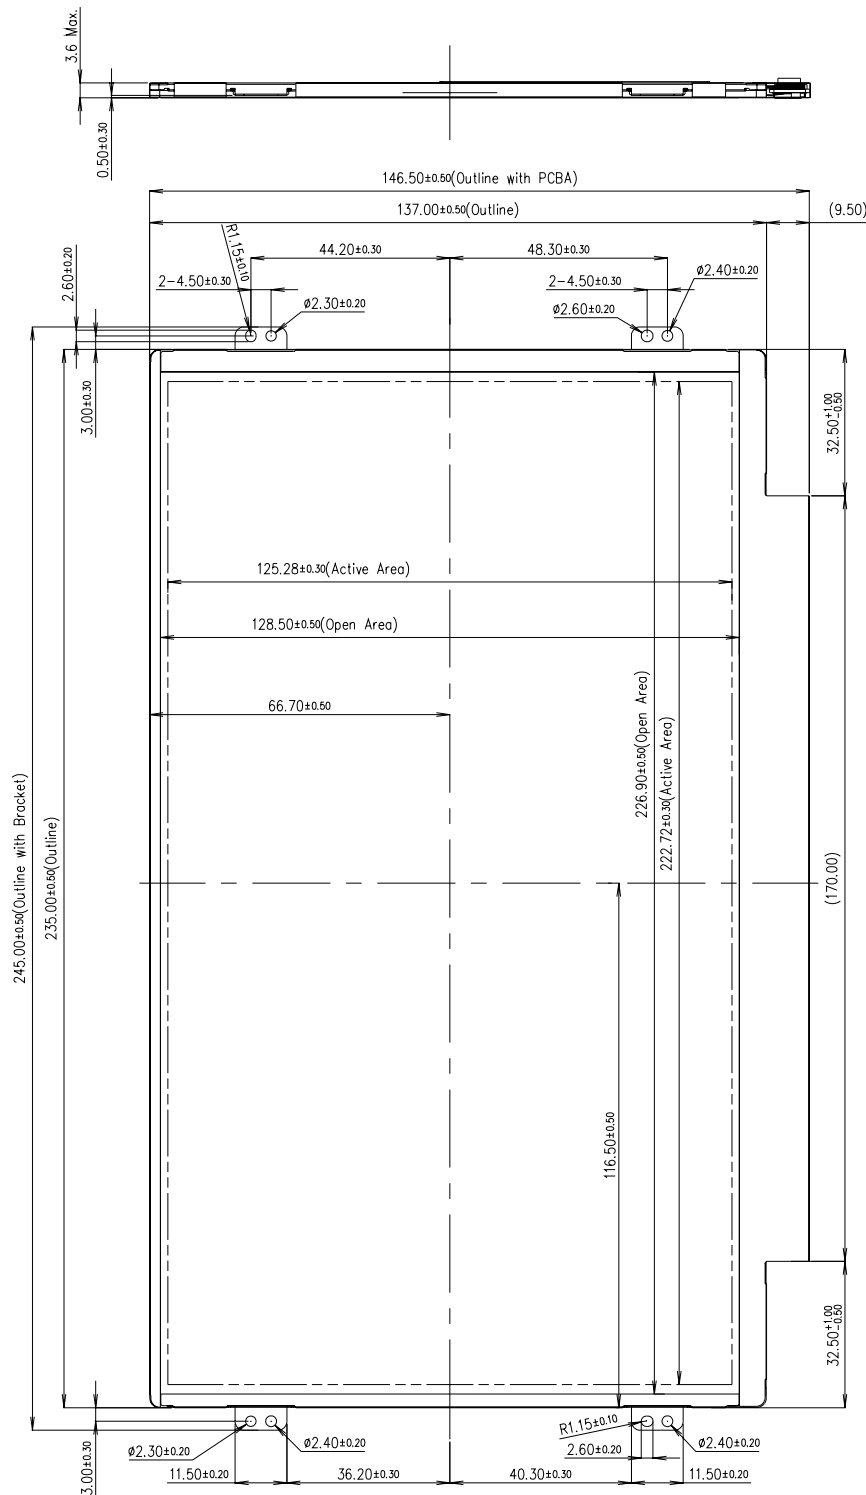 3.6 Max.
0.50±0.30
146.50±0.50(Outline with PCBA)
137.00±0.50(Outline)
(9.50)
R1.15±0.10
44.20±0.30
48.30±0.30
2.60±0.20
2-4.50±0.30
2-4.50±0.30
ø2.40±0.20
ø2.30±0.20
ø2.60±0.20
3.00±0.30
32.50+1.00-0.50
125.28±0.30(Active Area)
128.50±0.50(Open Area)
66.70±0.50
226.90±0.50(Open Area)
222.72±0.30(Active Area)
245.00±0.50(Outline with Bracket)
235.00±0.50(Outline)
(170.00)
116.50±0.50
32.50+1.00-0.50
R1.15±0.10
ø2.30±0.20
ø2.40±0.20
2.60±0.20
ø2.40±0.20
3.00±0.30
11.50±0.20
36.20±0.30
40.30±0.30
11.50±0.20